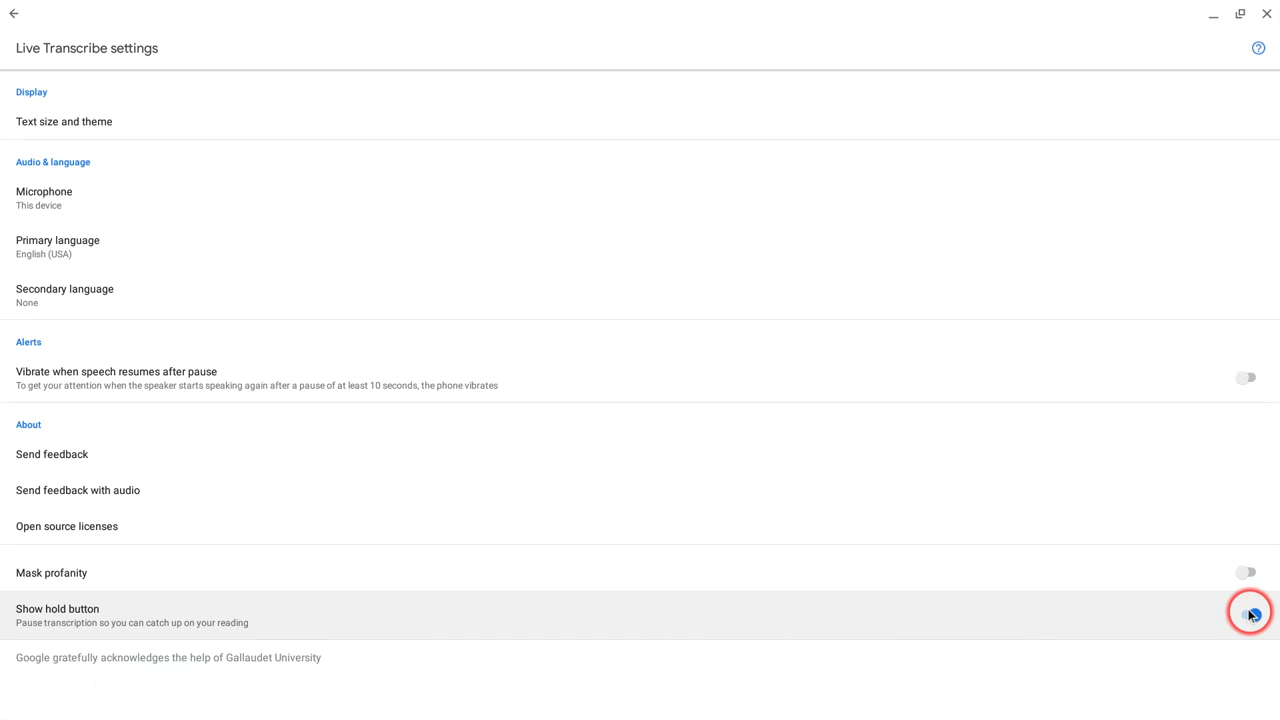 Live Transcribe settings
Display
Text size and theme
Audio & language
Microphone
This device
Primary language
English (USA)
Secondary language
None
Alerts
Vibrate when speech resumes after pause
To get your attention when the speaker starts speaking again after a pause of at least 10 seconds, the phone vibrates
About
Send feedback
Send feedback with audio
Open source licenses
Mask profanity
Show hold button
Pause transcription so you can catch up on your reading
Google gratefully acknowledges the help of Gallaudet University